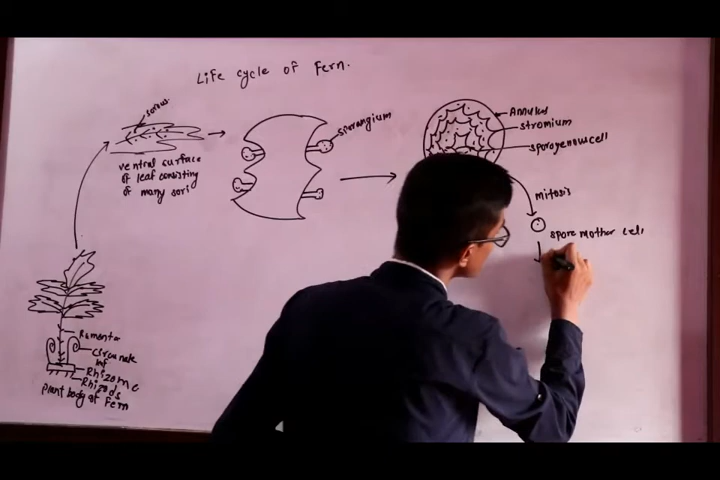 Life cycle of Fern.
sorus
ventral surface
of leaf consisting
of many sori
sporangium
Annulus
stromium
sporogenous cell
mitosis
spore mother cell
Ramenta
circinate
Rhizome
Rhizoids
plant body of Fern